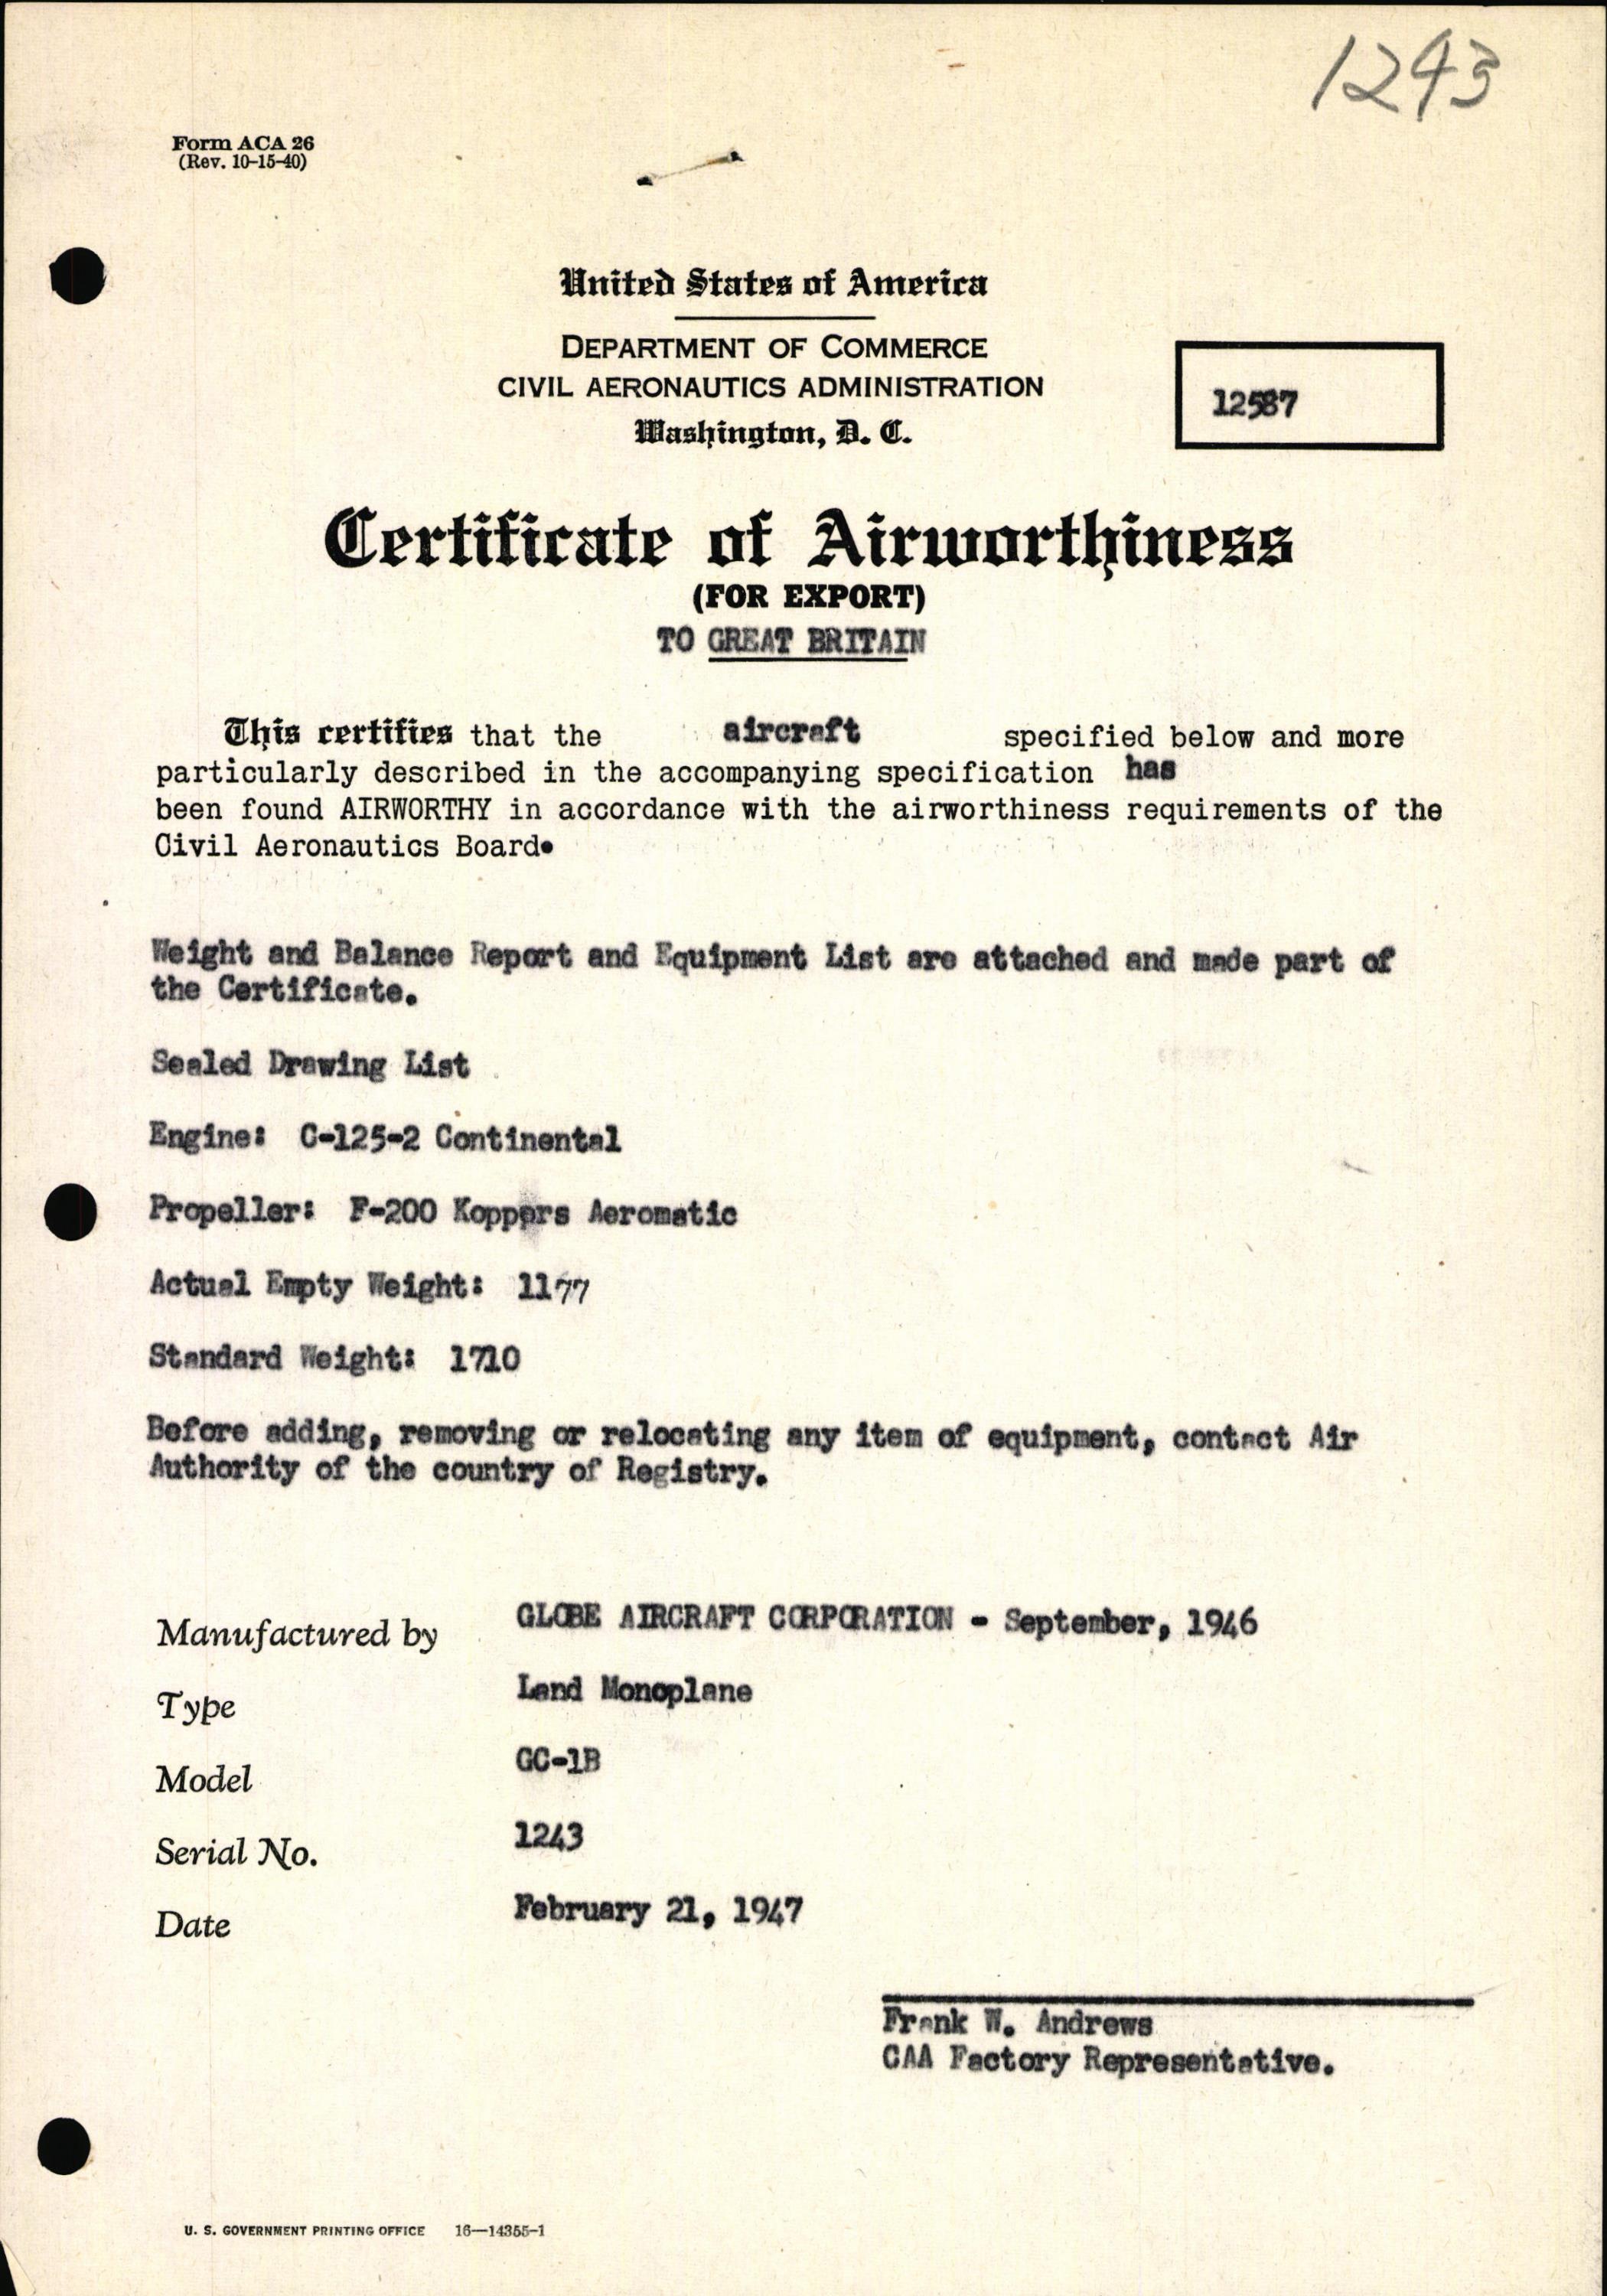 1243
Form ACA 26
(Rev. 10-15-40)
United States of America
DEPARTMENT OF COMMERCE
CIVIL AERONAUTICS ADMINISTRATION
Washington, D. C.
12587
Certificate of Airworthiness
(FOR EXPORT)
TO GREAT BRITAIN
This certifies that the aircraft specified below and more
particularly described in the accompanying specification has
been found AIRWORTHY in accordance with the airworthiness requirements of the
Civil Aeronautics Board.
Weight and Balance Report and Equipment List are attached and made part of
the Certificate.
Sealed Drawing List
Engine: C-125-2 Continental
Propeller: F-200 Koppers Aeromatic
Actual Empty Weight: 1177
Standard Weight: 1710
Before adding, removing or relocating any item of equipment, contact Air
Authority of the country of Registry.
Manufactured by GLOBE AIRCRAFT CORPORATION - September, 1946
Type Land Monoplane
Model GC-1B
Serial No. 1243
Date February 21, 1947
Frank W. Andrews
CAA Factory Representative.
U. S. GOVERNMENT PRINTING OFFICE 16—14355-1